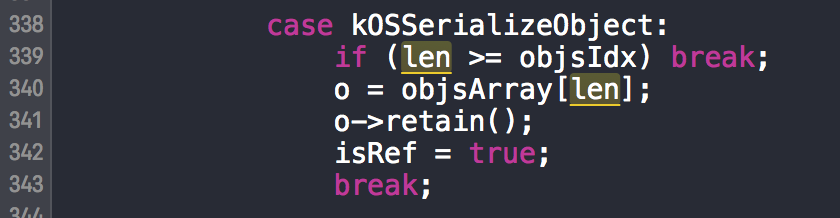 338 case kOSSerializeObject:
339 if (len >= objsIdx) break;
340 o = objsArray[len];
341 o->retain();
342 isRef = true;
343 break;
344